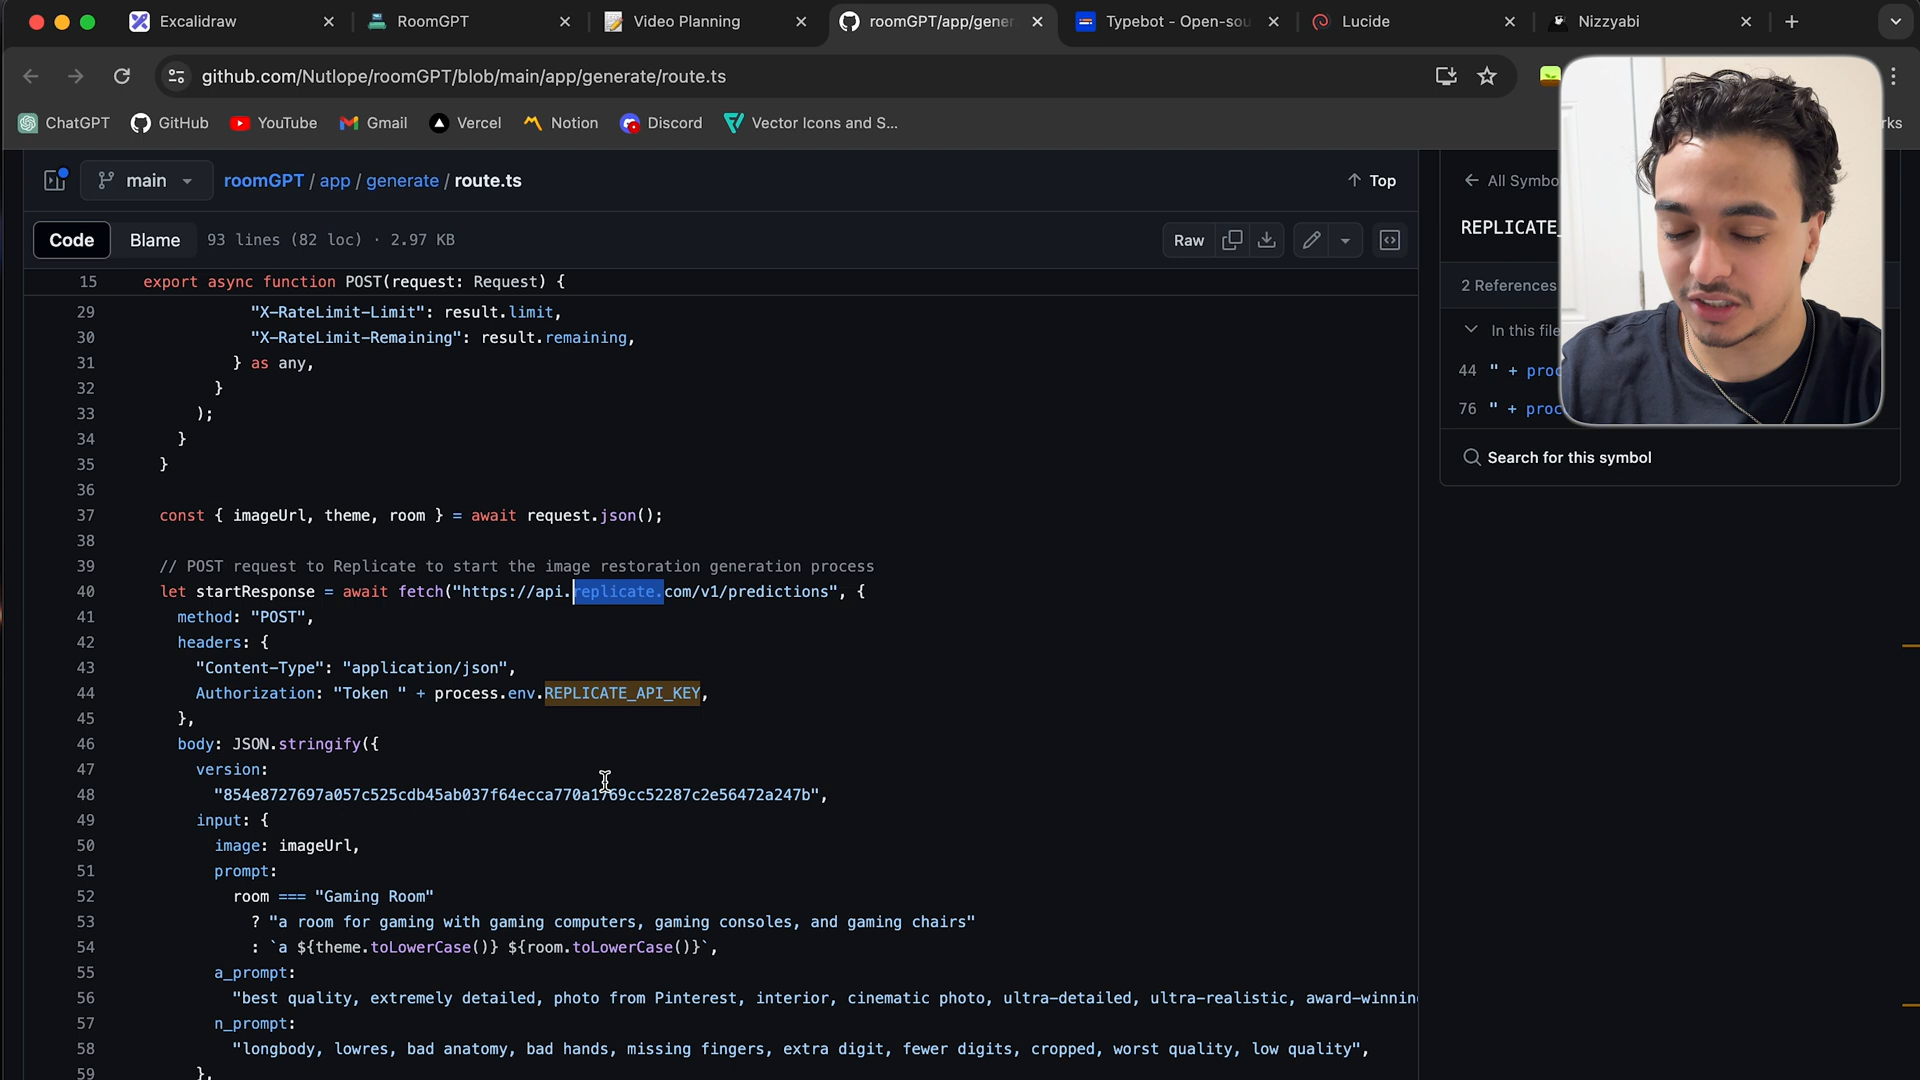 Excalidraw
RoomGPT
Video Planning
roomGPT/app/gener
Typebot - Open-sou
Lucide
Nizzyabi
github.com/Nutlope/roomGPT/blob/main/app/generate/route.ts
ChatGPT
GitHub
YouTube
Gmail
Vercel
Notion
Discord
Vector Icons and S...
rks
main
roomGPT / app / generate / route.ts
Top
All Symbo
Code
Blame
93 lines (82 loc) · 2.97 KB
Raw
REPLICATE_
2 References
In this file
44 " + proc
76 " + proc
Search for this symbol
15 export async function POST(request: Request) {
29 "X-RateLimit-Limit": result.limit,
30 "X-RateLimit-Remaining": result.remaining,
31 } as any,
32 }
33 );
34 }
35 }
36
37 const { imageUrl, theme, room } = await request.json();
38
39 // POST request to Replicate to start the image restoration generation process
40 let startResponse = await fetch("https://api.replicate.com/v1/predictions", {
41 method: "POST",
42 headers: {
43 "Content-Type": "application/json",
44 Authorization: "Token " + process.env.REPLICATE_API_KEY,
45 },
46 body: JSON.stringify({
47 version:
48 "854e8727697a057c525cdb45ab037f64ecca770a1769cc52287c2e56472a247b",
49 input: {
50 image: imageUrl,
51 prompt:
52 room === "Gaming Room"
53 ? "a room for gaming with gaming computers, gaming consoles, and gaming chairs"
54 : `a ${theme.toLowerCase()} ${room.toLowerCase()}`,
55 a_prompt:
56 "best quality, extremely detailed, photo from Pinterest, interior, cinematic photo, ultra-detailed, ultra-realistic, award-winnin
57 n_prompt:
58 "longbody, lowres, bad anatomy, bad hands, missing fingers, extra digit, fewer digits, cropped, worst quality, low quality",
59 },